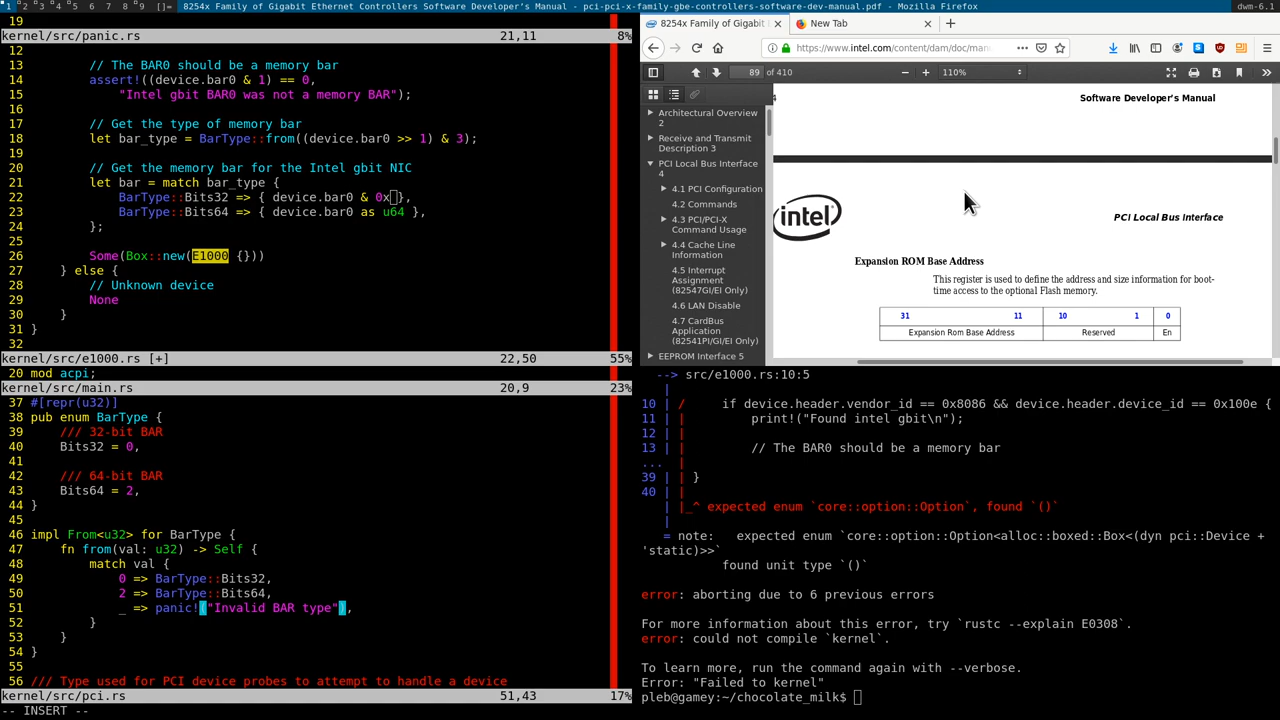 1 2 3 4 5 6 7 8 9 []= 8254x Family of Gigabit Ethernet Controllers Software Developer's Manual - pci-pci-x-family-gbe-controllers-software-dev-manual.pdf - Mozilla Firefox dwm-6.1
19
kernel/src/panic.rs 21,11 8%
12
13 // The BAR0 should be a memory bar
14 assert!((device.bar0 & 1) == 0,
15 "Intel gbit BAR0 was not a memory BAR");
16
17 // Get the type of memory bar
18 let bar_type = BarType::from((device.bar0 >> 1) & 3);
19
20 // Get the memory bar for the Intel gbit NIC
21 let bar = match bar_type {
22 BarType::Bits32 => { device.bar0 & 0x },
23 BarType::Bits64 => { device.bar0 as u64 },
24 };
25
26 Some(Box::new(E1000 {}))
27 } else {
28 // Unknown device
29 None
30 }
31 }
32
kernel/src/e1000.rs [+] 22,50 55%
20 mod acpi;
kernel/src/main.rs 20,9 23%
37 #[repr(u32)]
38 pub enum BarType {
39 /// 32-bit BAR
40 Bits32 = 0,
41
42 /// 64-bit BAR
43 Bits64 = 2,
44 }
45
46 impl From<u32> for BarType {
47 fn from(val: u32) -> Self {
48 match val {
49 0 => BarType::Bits32,
50 2 => BarType::Bits64,
51 _ => panic!("Invalid BAR type"),
52 }
53 }
54 }
55
56 /// Type used for PCI device probes to attempt to handle a device
kernel/src/pci.rs 51,43 17%
-- INSERT --
8254x Family of Gigabit New Tab
https://www.intel.com/content/dam/doc/man
89 of 410 110%
Architectural Overview
2
Receive and Transmit
Description 3
PCI Local Bus Interface
4
4.1 PCI Configuration
4.2 Commands
4.3 PCI/PCI-X
Command Usage
4.4 Cache Line
Information
4.5 Interrupt
Assignment
(82547GI/EI Only)
4.6 LAN Disable
4.7 CardBus
Application
(82541PI/GI/EI Only)
EEPROM Interface 5
4 Software Developer's Manual
intel PCI Local Bus Interface
Expansion ROM Base Address
This register is used to define the address and size information for boot-
time access to the optional Flash memory.
31 11 10 1 0
Expansion Rom Base Address Reserved En
--> src/e1000.rs:10:5
|
10 | / if device.header.vendor_id == 0x8086 && device.header.device_id == 0x100e {
11 | | print!("Found intel gbit\n");
12 | |
13 | | // The BAR0 should be a memory bar
... |
39 | | }
40 | |
| |_^ expected enum `core::option::Option`, found `()`
|
= note: expected enum `core::option::Option<alloc::boxed::Box<(dyn pci::Device +
'static)>>`
found unit type `()`
error: aborting due to 6 previous errors
For more information about this error, try `rustc --explain E0308`.
error: could not compile `kernel`.
To learn more, run the command again with --verbose.
Error: "Failed to kernel"
pleb@gamey:~/chocolate_milk$